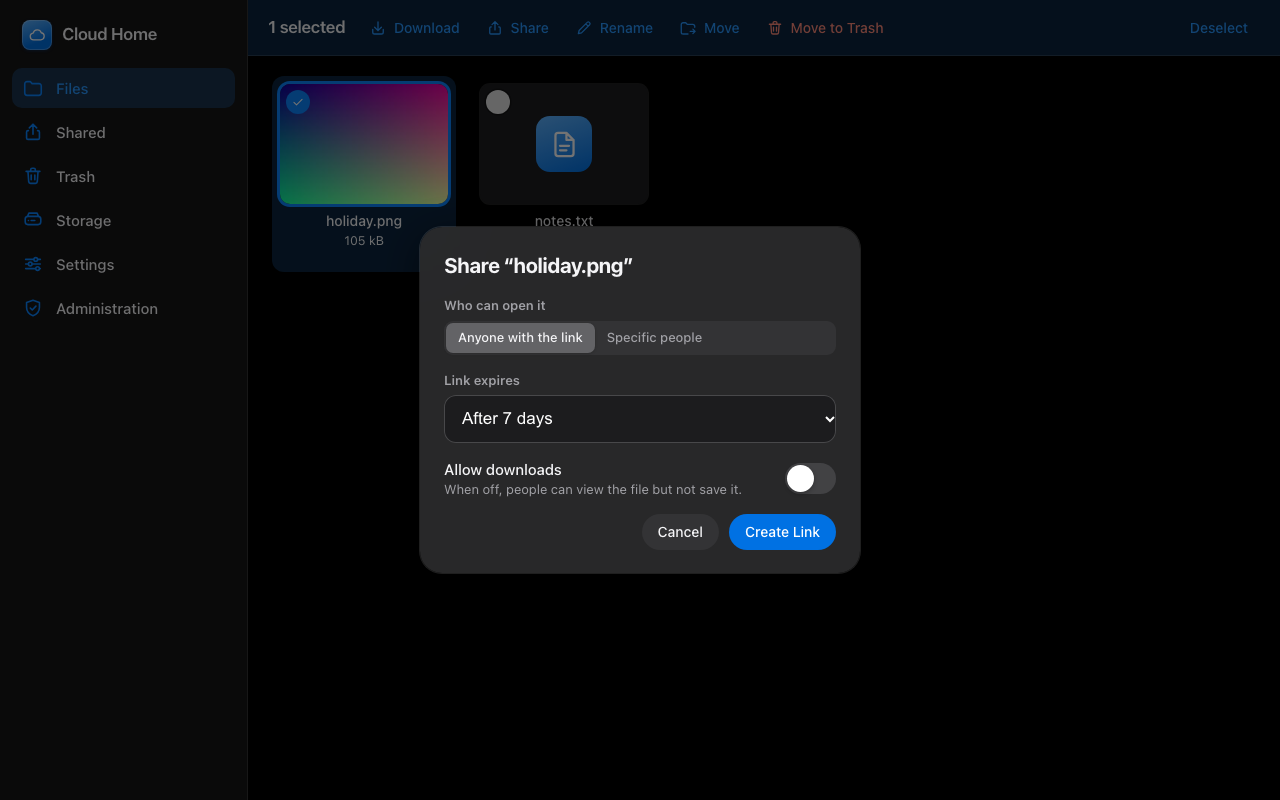 Cloud Home
Files
Shared
Trash
Storage
Settings
Administration
1 selected
Download
Share
Rename
Move
Move to Trash
Deselect
holiday.png
105 kB
notes.txt
Share “holiday.png”
Who can open it
Anyone with the link
Specific people
Link expires
After 7 days
Allow downloads
When off, people can view the file but not save it.
Cancel
Create Link